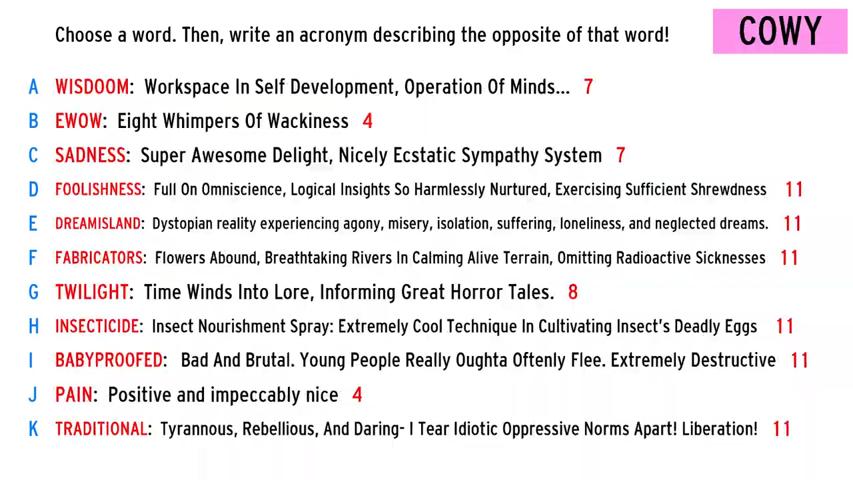 Choose a word. Then, write an acronym describing the opposite of that word!
COWY
A WISDOOM: Workspace In Self Development, Operation Of Minds... 7
B EWOW: Eight Whimpers Of Wackiness 4
C SADNESS: Super Awesome Delight, Nicely Ecstatic Sympathy System 7
D FOOLISHNESS: Full On Omniscience, Logical Insights So Harmlessly Nurtured, Exercising Sufficient Shrewdness 11
E DREAMISLAND: Dystopian reality experiencing agony, misery, isolation, suffering, loneliness, and neglected dreams. 11
F FABRICATORS: Flowers Abound, Breathtaking Rivers In Calming Alive Terrain, Omitting Radioactive Sicknesses 11
G TWILIGHT: Time Winds Into Lore, Informing Great Horror Tales. 8
H INSECTICIDE: Insect Nourishment Spray: Extremely Cool Technique In Cultivating Insect's Deadly Eggs 11
I BABYPROOFED: Bad And Brutal. Young People Really Oughta Oftenly Flee. Extremely Destructive 11
J PAIN: Positive and impeccably nice 4
K TRADITIONAL: Tyrannous, Rebellious, And Daring- I Tear Idiotic Oppressive Norms Apart! Liberation! 11